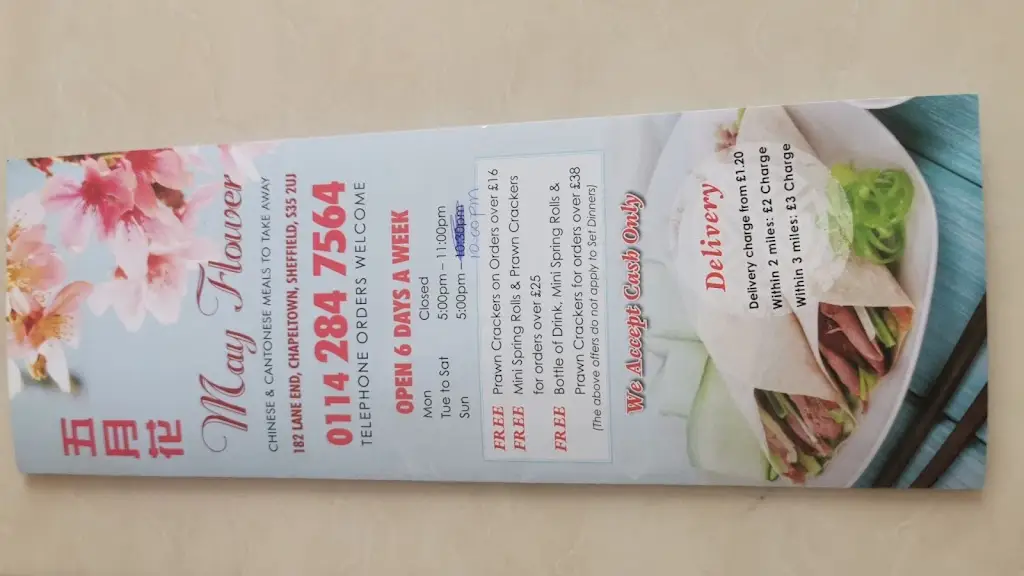 五月花
May Flower
CHINESE & CANTONESE MEALS TO TAKE AWAY
182 LANE END, CHAPELTOWN, SHEFFIELD, S35 2UJ
0114 284 7564
TELEPHONE ORDERS WELCOME
OPEN 6 DAYS A WEEK
Mon Closed
Tue to Sat 5:00pm – 11:00pm
Sun 5:00pm – 10:30pm
10:00pm
FREE Prawn Crackers on Orders over £16
FREE Mini Spring Rolls & Prawn Crackers
for orders over £25
FREE Bottle of Drink, Mini Spring Rolls &
Prawn Crackers for orders over £38
(The above offers do not apply to Set Dinners)
We Accept Cash Only
Delivery
Delivery charge from £1.20
Within 2 miles: £2 Charge
Within 3 miles: £3 Charge